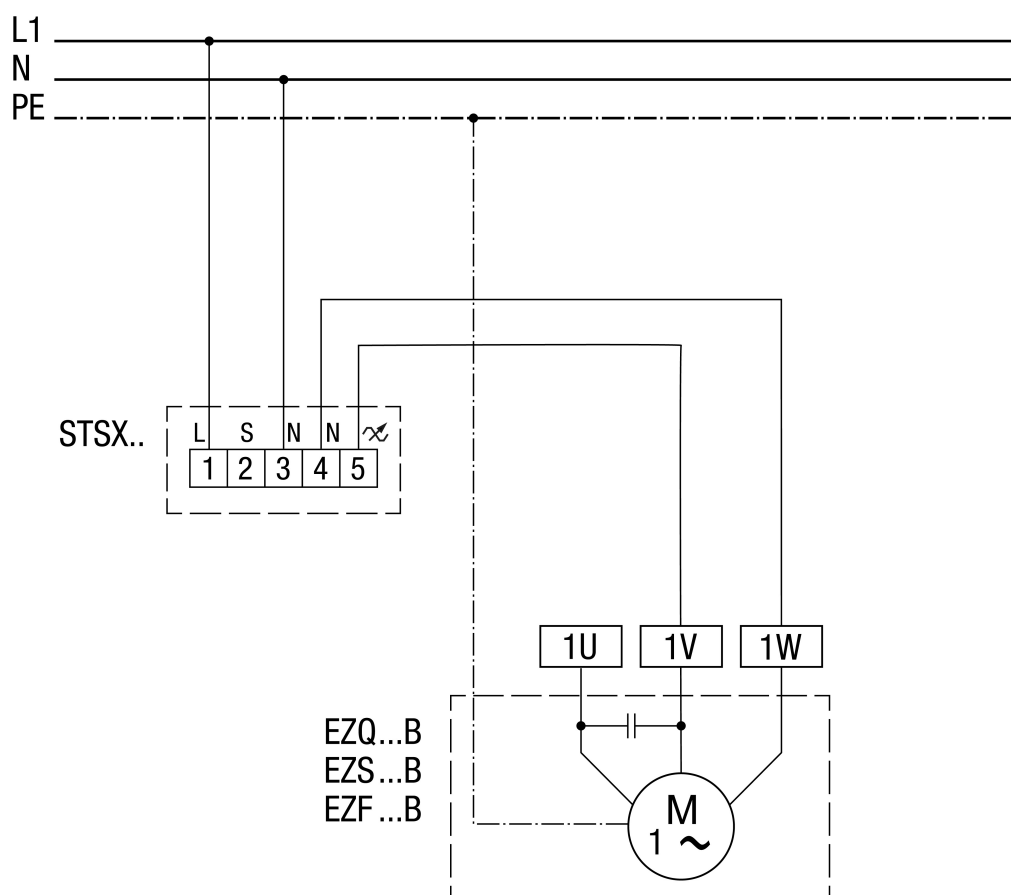 L1
N
PE
STSX..
L S N N
1 2 3 4 5
1U 1V 1W
EZQ...B
EZS...B
EZF...B
M
1 ~